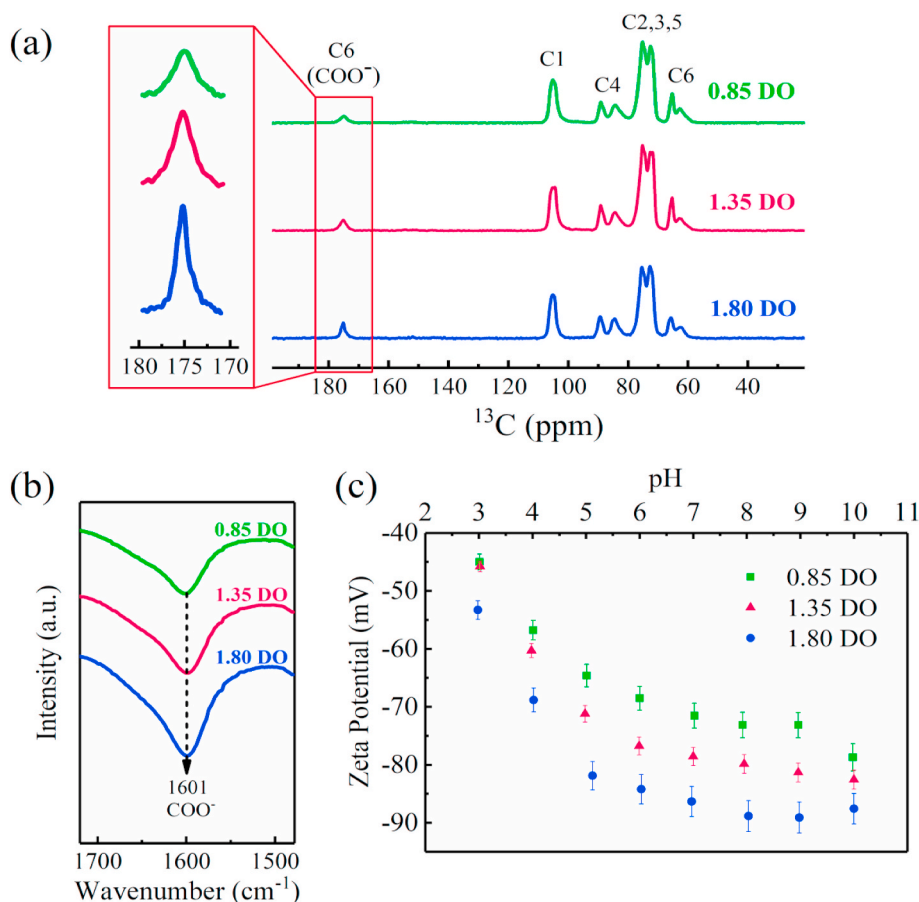 (a)
C6
(COO⁻)
C1
C4
C2,3,5
C6
0.85 DO
1.35 DO
1.80 DO
180 175 170
180 160 140 120 100 80 60
¹³C (ppm)
(b)
0.85 DO
1.35 DO
1.80 DO
1601
COO⁻
Intensity (a.u.)
1700 1600 1500
Wavenumber (cm⁻¹)
(c)
pH
2 3 4 5 6 7 8 9 10 11
-40
-50
-60
-70
-80
-90
Zeta Potential (mV)
0.85 DO
1.35 DO
1.80 DO